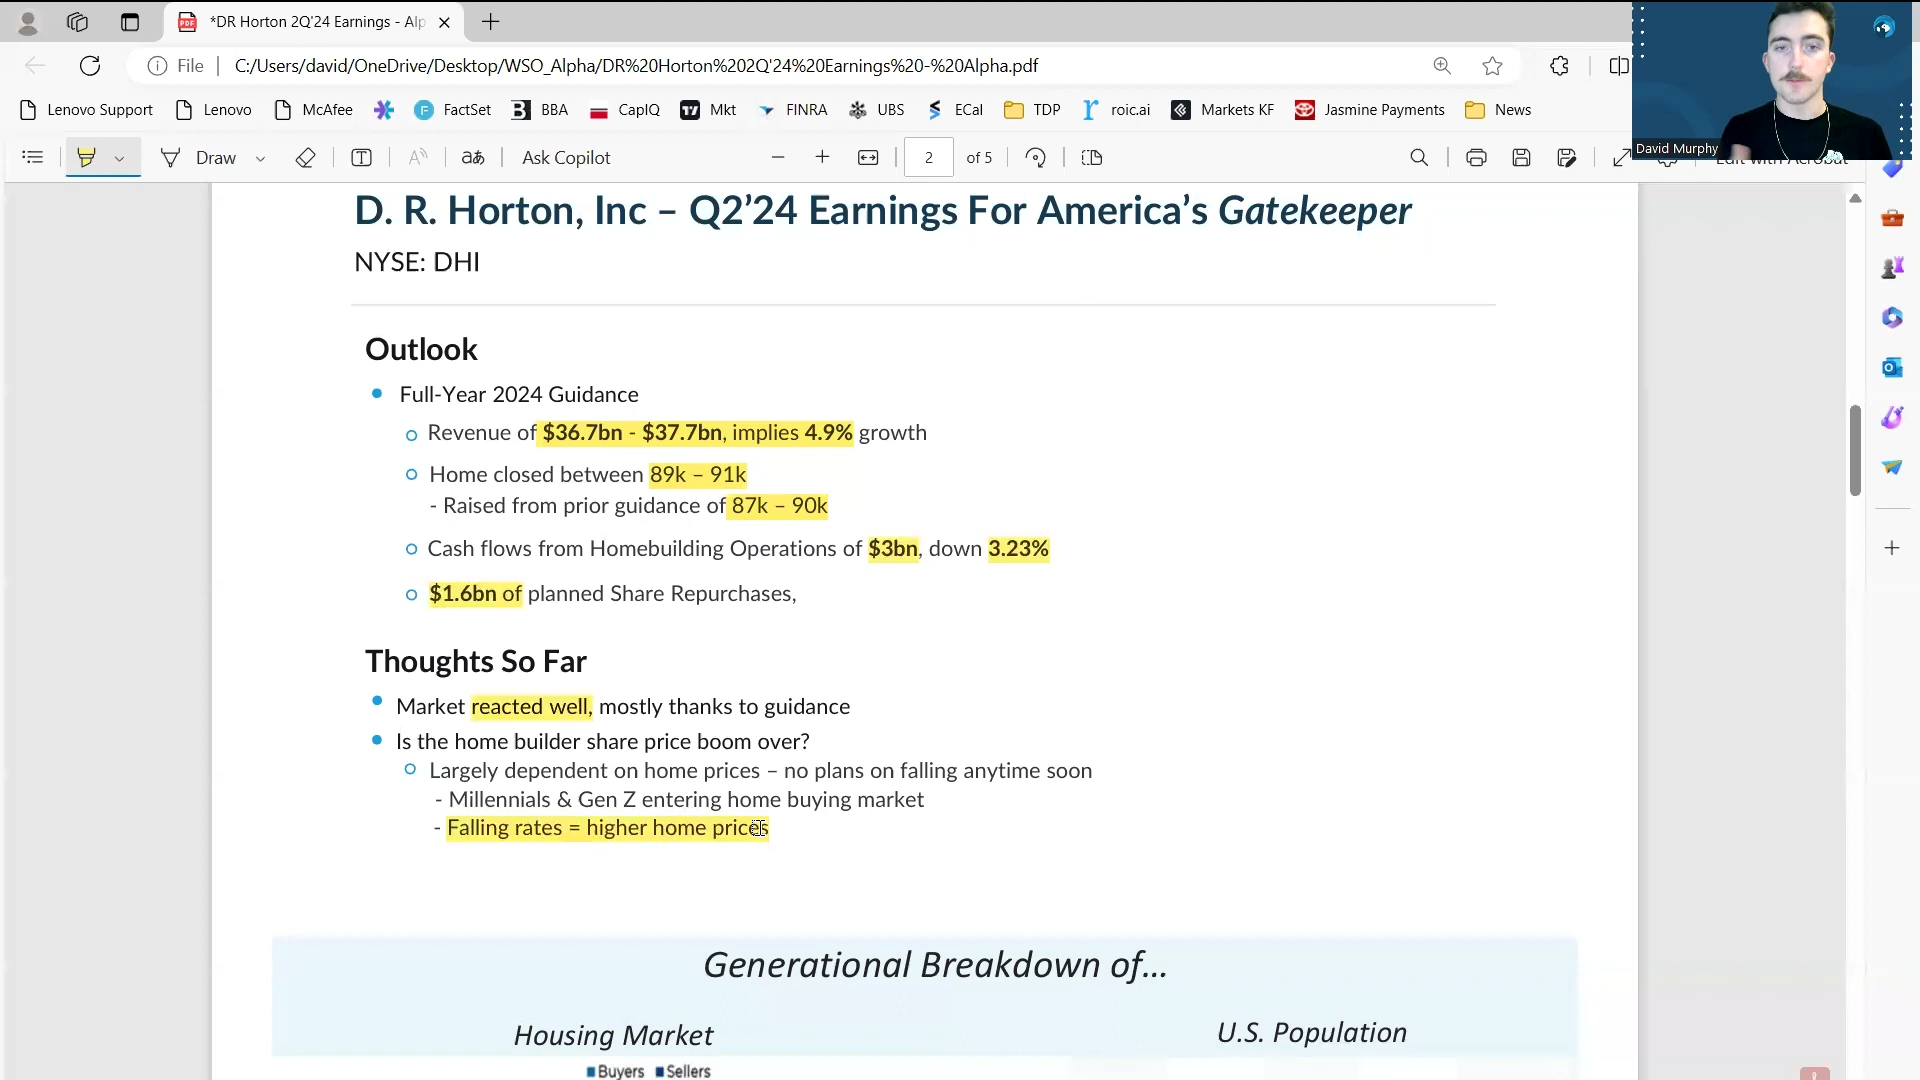 *DR Horton 2Q'24 Earnings - Alp
File
C:/Users/david/OneDrive/Desktop/WSO_Alpha/DR%20Horton%202Q'24%20Earnings%20-%20Alpha.pdf
Lenovo Support Lenovo McAfee FactSet BBA CapIQ Mkt FINRA UBS ECal TDP roic.ai Markets KF Jasmine Payments News
David Murphy
Draw Ask Copilot 2 of 5 Edit with Acrobat
D. R. Horton, Inc – Q2’24 Earnings For America’s Gatekeeper
NYSE: DHI
Outlook
Full-Year 2024 Guidance
Revenue of $36.7bn - $37.7bn, implies 4.9% growth
Home closed between 89k – 91k
- Raised from prior guidance of 87k – 90k
Cash flows from Homebuilding Operations of $3bn, down 3.23%
$1.6bn of planned Share Repurchases,
Thoughts So Far
Market reacted well, mostly thanks to guidance
Is the home builder share price boom over?
Largely dependent on home prices – no plans on falling anytime soon
- Millennials & Gen Z entering home buying market
- Falling rates = higher home prices
Generational Breakdown of...
Housing Market
U.S. Population
Buyers Sellers